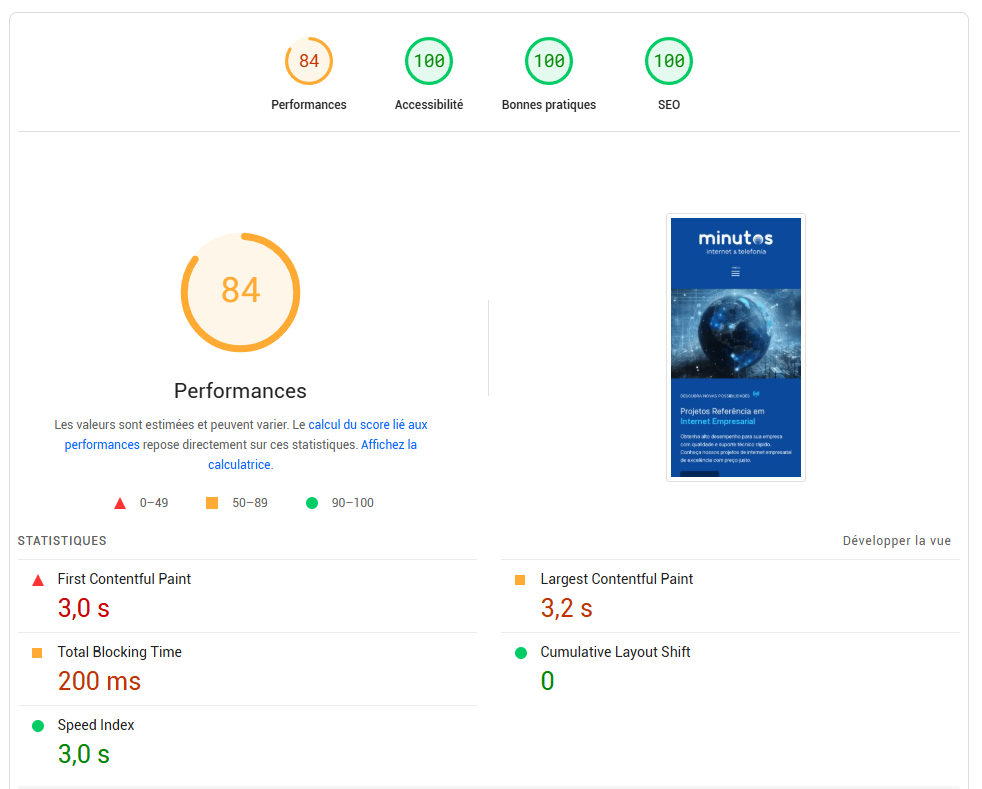 84
100
100
100
Performances
Accessibilité
Bonnes pratiques
SEO
84
Performances
Les valeurs sont estimées et peuvent varier. Le calcul du score lié aux
performances repose directement sur ces statistiques. Affichez la
calculatrice.
0–49
50–89
90–100
minutos
internet & telefonia
DESCUBRA NOVAS POSSIBILIDADES
Projetos Referência em
Internet Empresarial
Obtenha alto desempenho para sua empresa
com qualidade e suporte técnico rápido.
Conheça nossos projetos de internet empresarial
de excelência com preço justo.
STATISTIQUES
Développer la vue
First Contentful Paint
3,0 s
Largest Contentful Paint
3,2 s
Total Blocking Time
200 ms
Cumulative Layout Shift
0
Speed Index
3,0 s